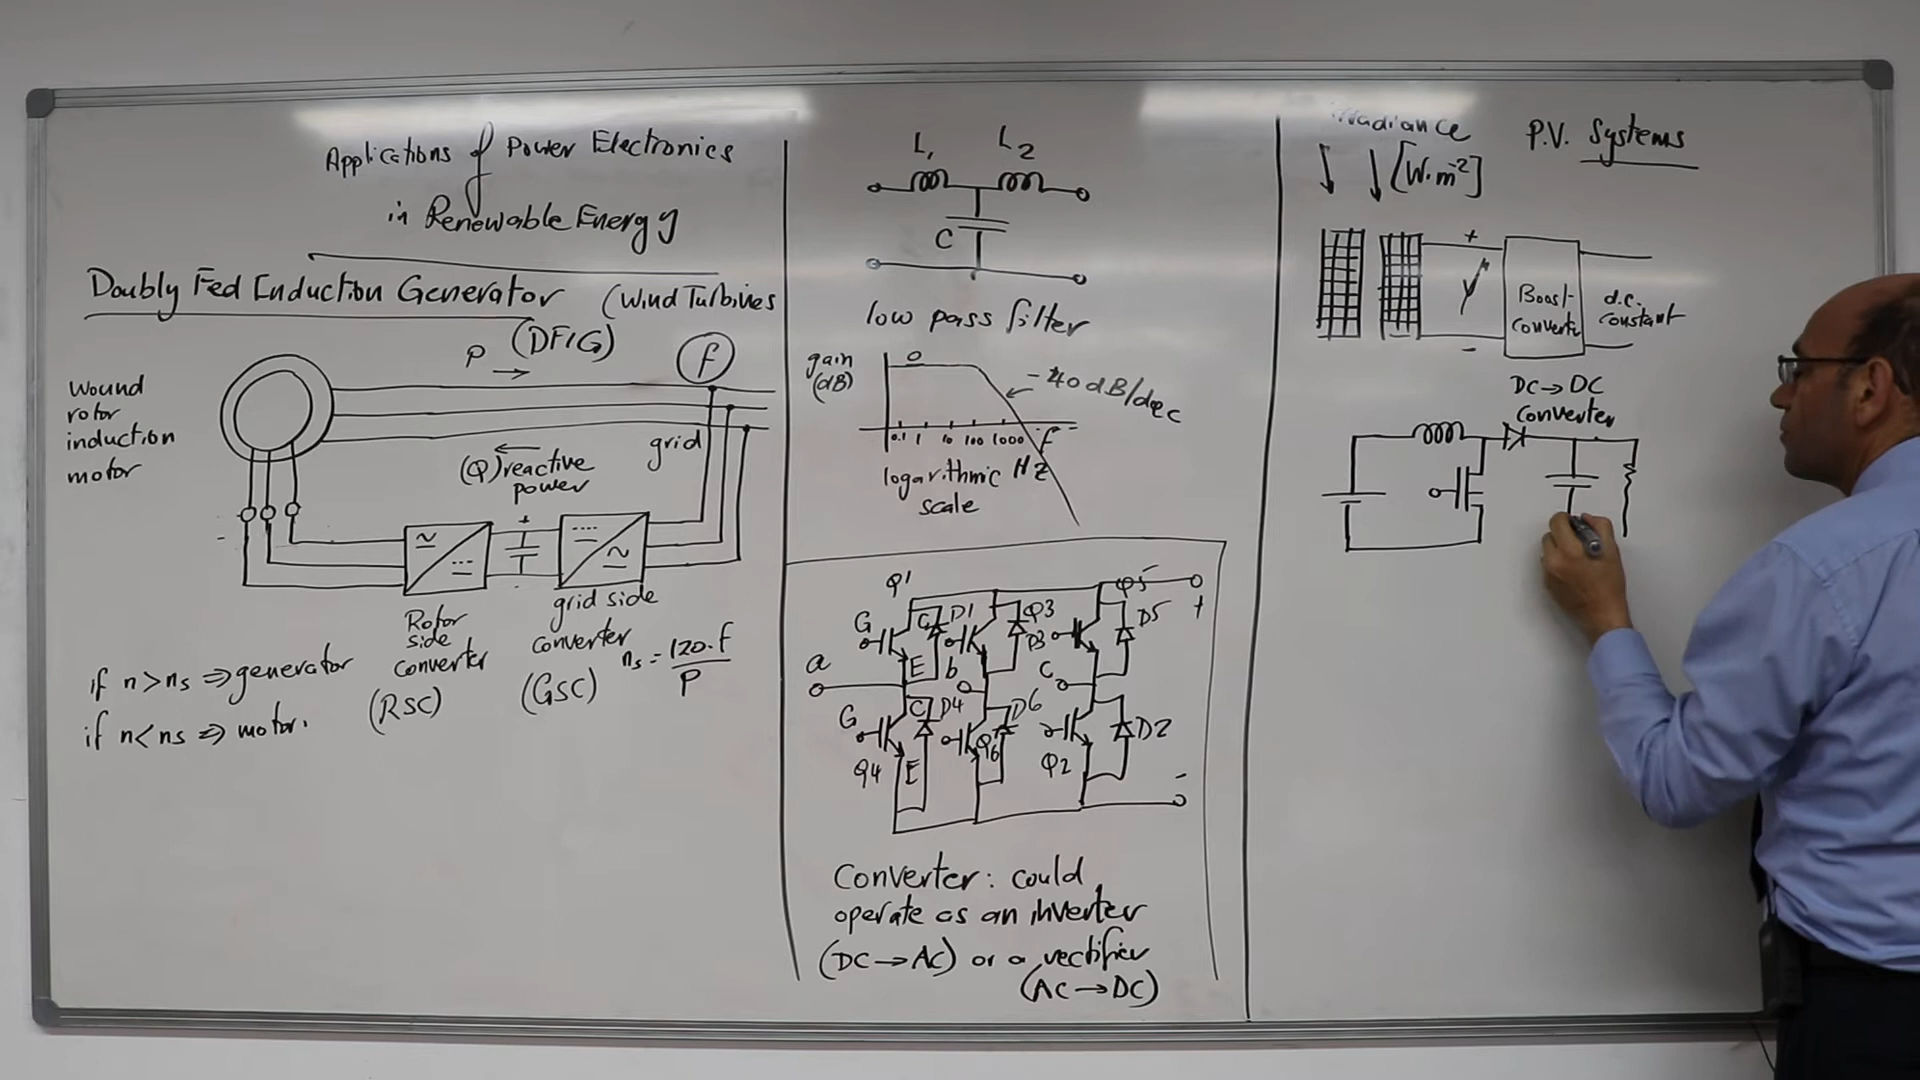 Applications of Power Electronics
in Renewable Energy
Doubly Fed Induction Generator (Wind Turbines
(DFIG)
P →
f
Wound
rotor
induction
motor
(Q) reactive
power
grid
+
-
~
~
Rotor
side
converter
(RSC)
grid side
converter
(GSC)
ns = 120.f
P
if n>ns ⇒ generator
if n<ns ⇒ motor.
L1 L2
C
low pass filter
gain
(dB)
0
-40 dB/dec
0.1 1 10 100 1000 f
logarithmic Hz
scale
Q1 Q5
G C D1 Q3 D3 D5 +
a E b C
G C D4 D6 D2
Q4 E Q6 Q2 -
Converter: could
operate as an inverter
(DC → AC) or a rectifier
(AC → DC)
irradiance
[W.m-2]
P.V. Systems
+
V
-
Boost
Converte
d.c.
constant
DC → DC
Converter